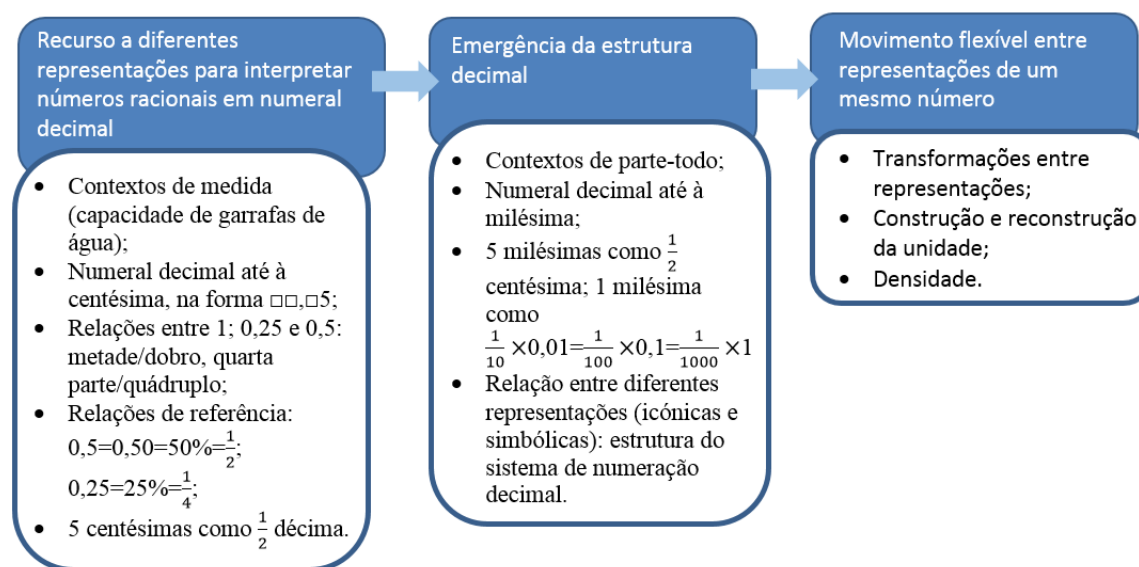 Recurso a diferentes
representações para interpretar
números racionais em numeral
decimal
• Contextos de medida
(capacidade de garrafas de
água);
• Numeral decimal até à
centésima, na forma □□,□5;
• Relações entre 1; 0,25 e 0,5:
metade/dobro, quarta
parte/quádruplo;
• Relações de referência:
0,5=0,50=50%=1/2;
0,25=25%=1/4;
• 5 centésimas como 1/2 décima.
Emergência da estrutura
decimal
• Contextos de parte-todo;
• Numeral decimal até à
milésima;
• 5 milésimas como 1/2
centésima; 1 milésima
como
1/10 ×0,01=1/100 ×0,1=1/1000 ×1
• Relação entre diferentes
representações (icónicas e
simbólicas): estrutura do
sistema de numeração
decimal.
Movimento flexível entre
representações de um
mesmo número
• Transformações entre
representações;
• Construção e reconstrução
da unidade;
• Densidade.